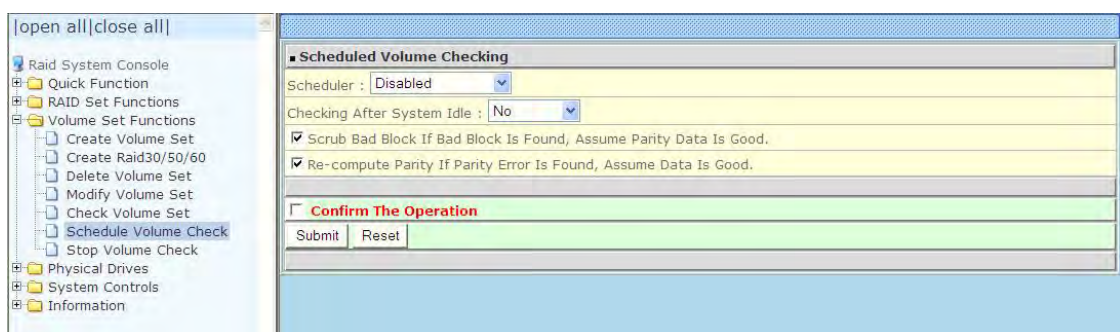 |open all|close all|
Raid System Console
Quick Function
RAID Set Functions
Volume Set Functions
Create Volume Set
Create Raid30/50/60
Delete Volume Set
Modify Volume Set
Check Volume Set
Schedule Volume Check
Stop Volume Check
Physical Drives
System Controls
Information
Scheduled Volume Checking
Scheduler : Disabled
Checking After System Idle : No
Scrub Bad Block If Bad Block Is Found, Assume Parity Data Is Good.
Re-compute Parity If Parity Error Is Found, Assume Data Is Good.
Confirm The Operation
Submit Reset